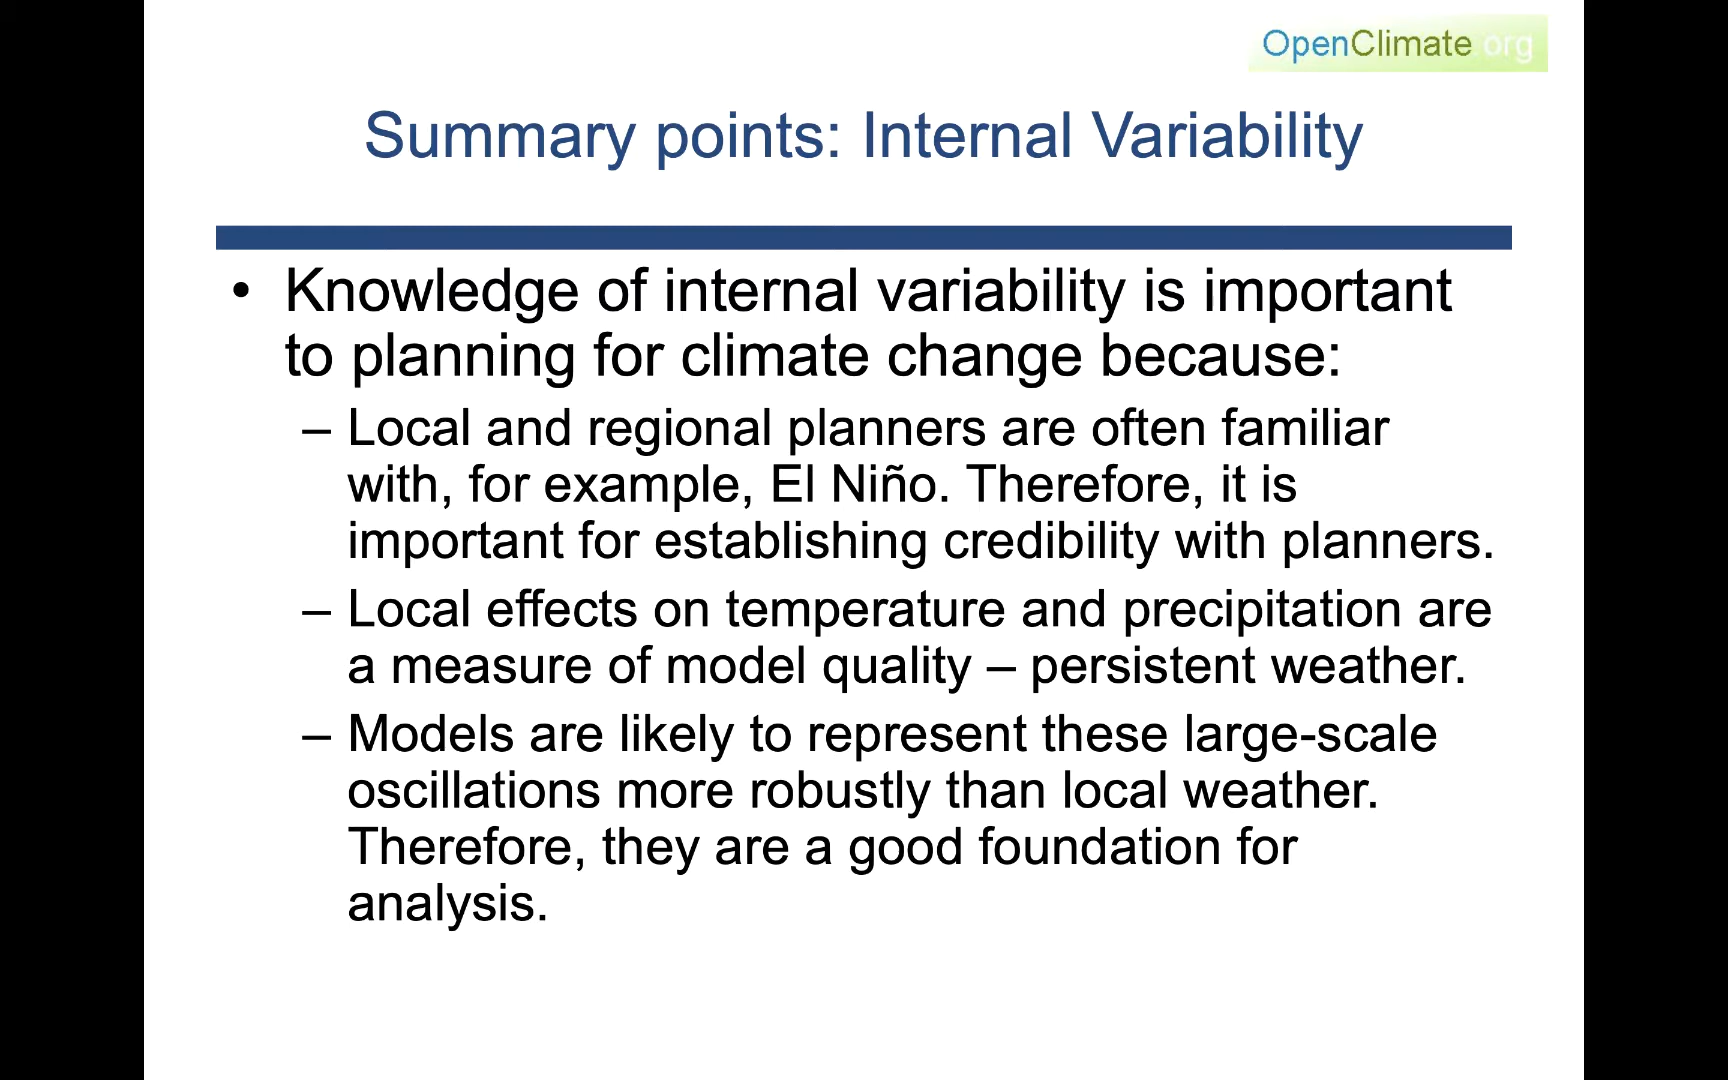 OpenClimate.org
Summary points: Internal Variability
• Knowledge of internal variability is important
to planning for climate change because:
– Local and regional planners are often familiar
with, for example, El Niño. Therefore, it is
important for establishing credibility with planners.
– Local effects on temperature and precipitation are
a measure of model quality – persistent weather.
– Models are likely to represent these large-scale
oscillations more robustly than local weather.
Therefore, they are a good foundation for
analysis.